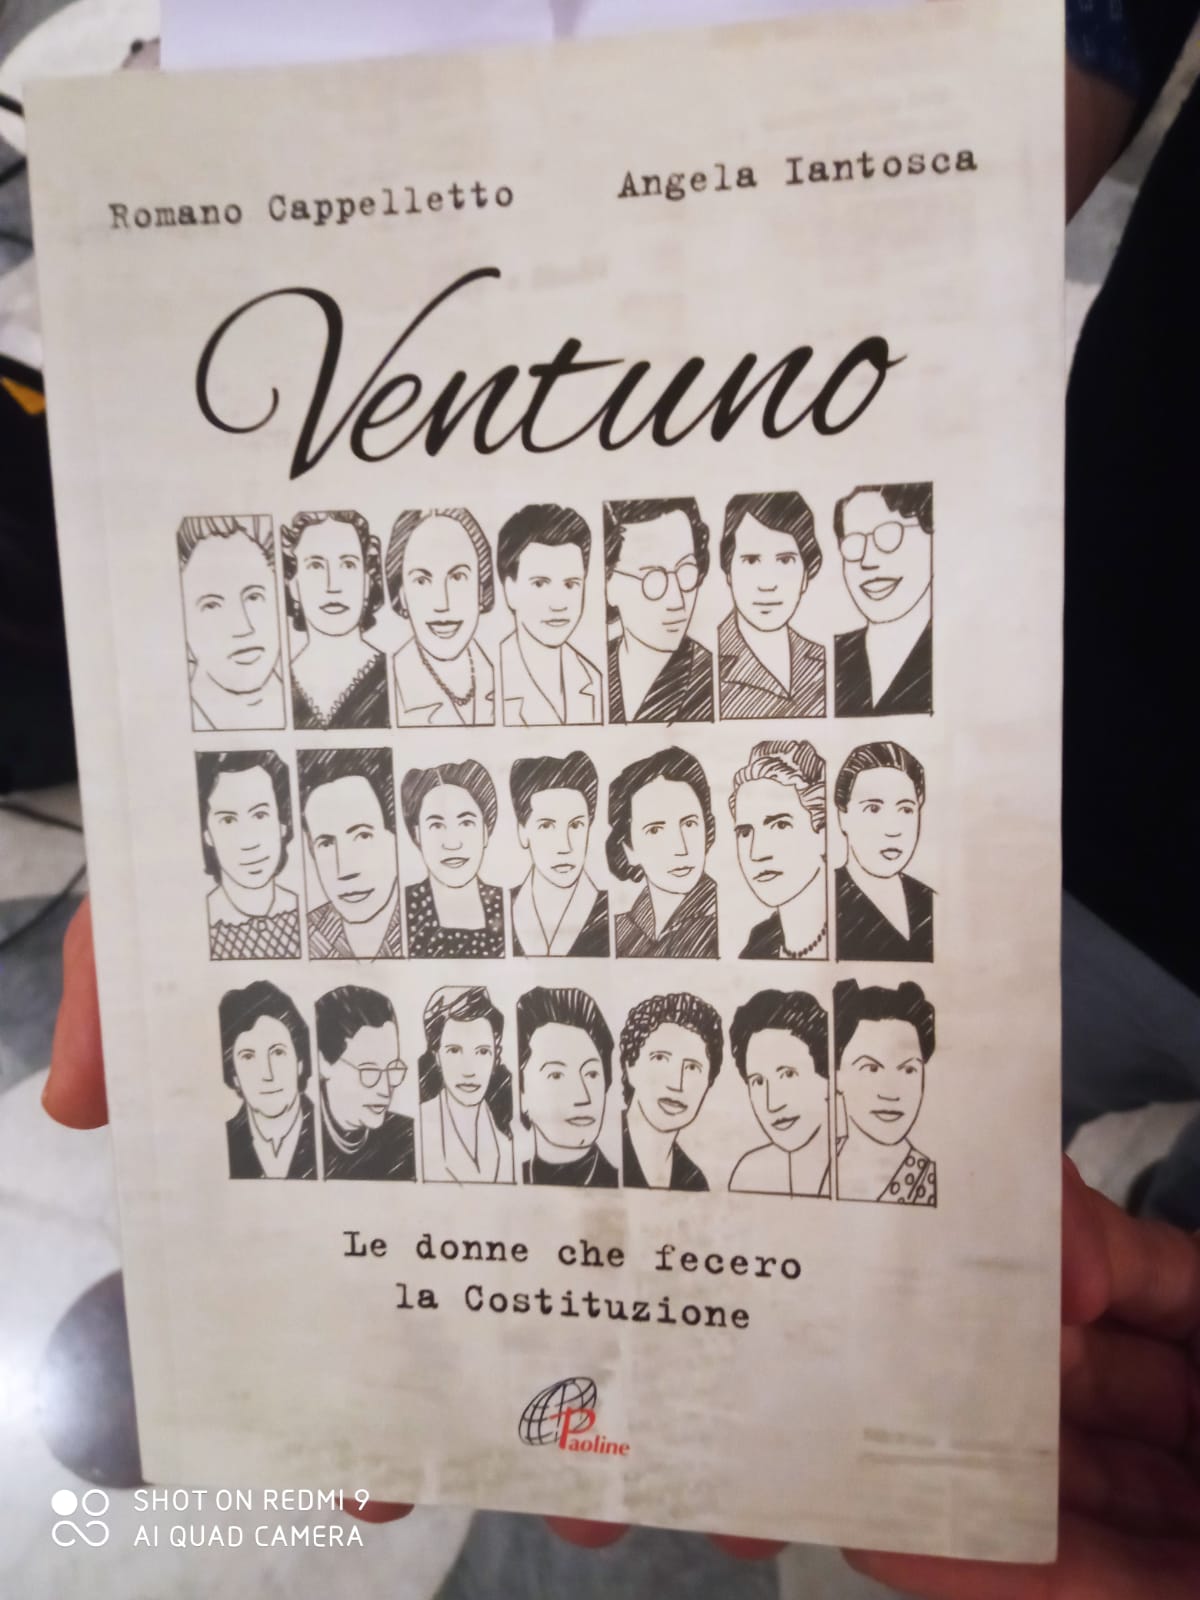 Romano Cappelletto Angela Iantosca
Ventuno
Le donne che fecero
la Costituzione
Paoline
SHOT ON REDMI 9
AI QUAD CAMERA